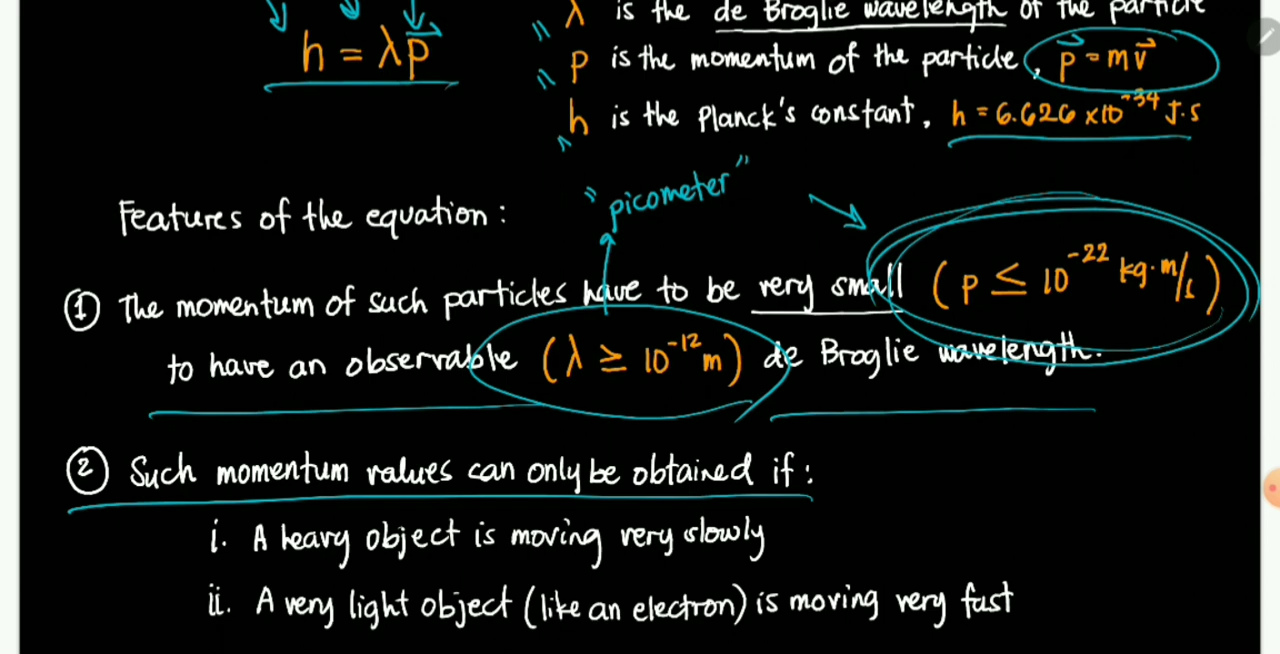 λ is the de Broglie wavelength of the particle
h = λp⃗
" p is the momentum of the particle, p⃗ = mv⃗
h is the Planck's constant, h = 6.626 ×10⁻³⁴ J·s
"picometer"
Features of the equation :
① The momentum of such particles have to be very small (p ≤ 10⁻²² kg·m/s)
to have an observable (λ ≥ 10⁻¹² m) de Broglie wavelength.
② Such momentum values can only be obtained if :
i. A heavy object is moving very slowly
ii. A very light object (like an electron) is moving very fast